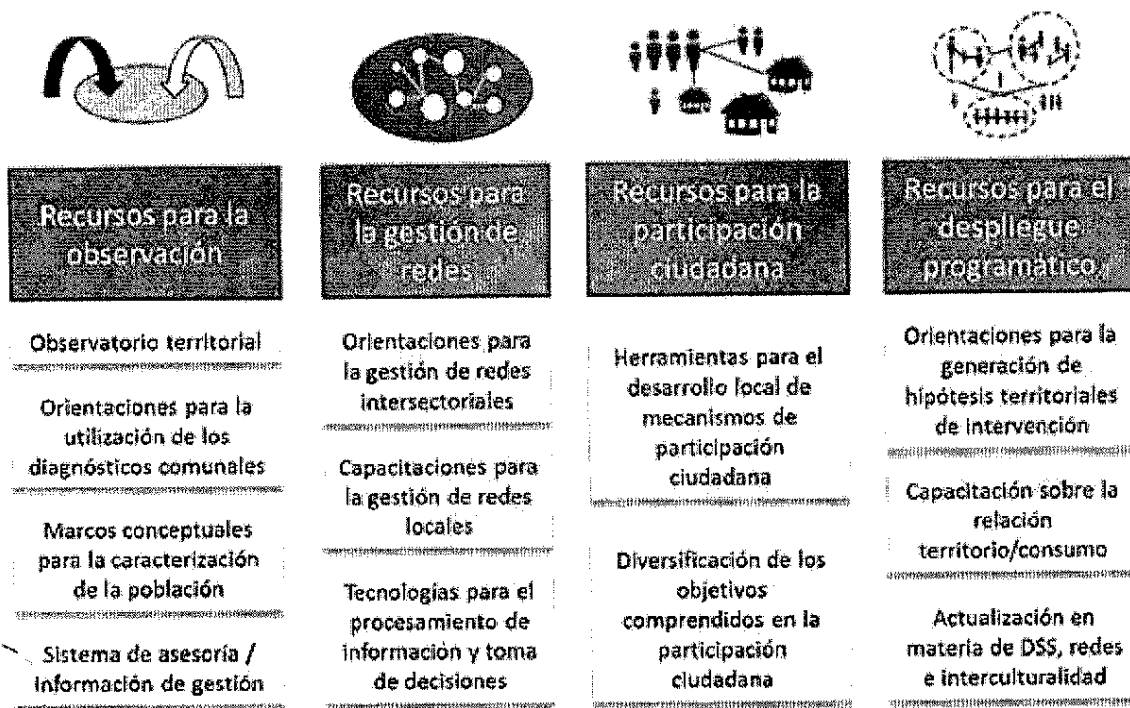 Recursos para la
observación
Observatorio territorial
Orientaciones para la
utilización de los
diagnósticos comunales
Marcos conceptuales
para la caracterización
de la población
Sistema de asesoría /
información de gestión
Recursos para
la gestión de
redes
Orientaciones para
la gestión de redes
intersectoriales
Capacitaciones para
la gestión de redes
locales
Tecnologías para el
procesamiento de
información y toma
de decisiones
Recursos para la
participación
ciudadana
Herramientas para el
desarrollo local de
mecanismos de
participación
ciudadana
Diversificación de los
objetivos
comprendidos en la
participación
ciudadana
Recursos para el
despliegue
programático
Orientaciones para la
generación de
hipótesis territoriales
de intervención
Capacitación sobre la
relación
territorio/consumo
Actualización en
materia de DSS, redes
e interculturalidad